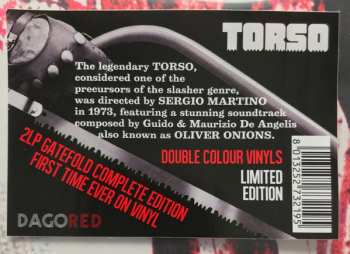 TORSO
The legendary TORSO,
considered one of the
precursors of the slasher genre,
was directed by SERGIO MARTINO
in 1973, featuring a stunning soundtrack
composed by Guido & Maurizio De Angelis
also known as OLIVER ONIONS.
DOUBLE COLOUR VINYLS
LIMITED
EDITION
2LP GATEFOLD COMPLETE EDITION
FIRST TIME EVER ON VINYL
DAGORED
8013252732195